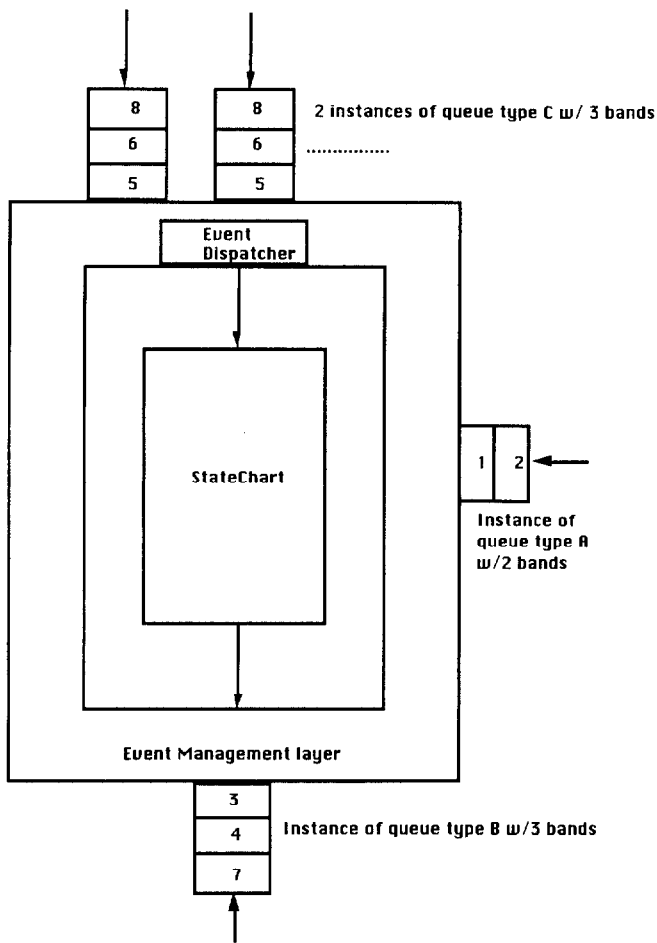 8 8 2 instances of queue type C w/ 3 bands
6 6 ................
5 5
Event
Dispatcher
StateChart
1 2
Instance of
queue type A
w/2 bands
Event Management layer
3
4 Instance of queue type B w/3 bands
7